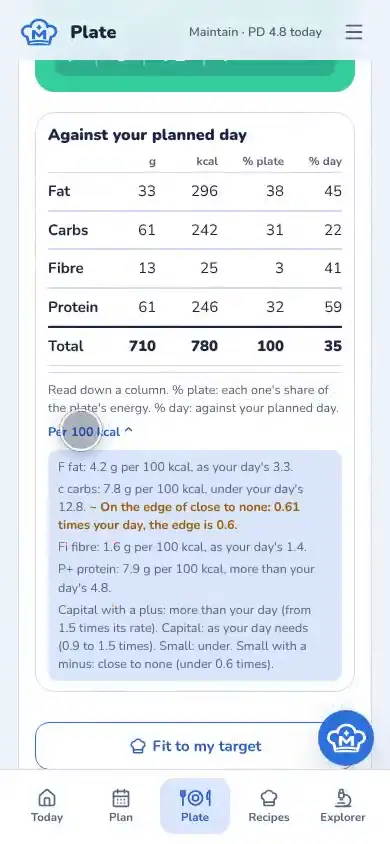 Plate
Maintain · PD 4.8 today
Against your planned day
g kcal % plate % day
Fat 33 296 38 45
Carbs 61 242 31 22
Fibre 13 25 3 41
Protein 61 246 32 59
Total 710 780 100 35
Read down a column. % plate: each one's share of
the plate's energy. % day: against your planned day.
Per 100 kcal
F fat: 4.2 g per 100 kcal, as your day's 3.3.
c carbs: 7.8 g per 100 kcal, under your day's
12.8. ~ On the edge of close to none: 0.61
times your day, the edge is 0.6.
Fi fibre: 1.6 g per 100 kcal, as your day's 1.4.
P+ protein: 7.9 g per 100 kcal, more than your
day's 4.8.
Capital with a plus: more than your day (from
1.5 times its rate). Capital: as your day needs
(0.9 to 1.5 times). Small: under. Small with a
minus: close to none (under 0.6 times).
Fit to my target
Today Plan Plate Recipes Explorer